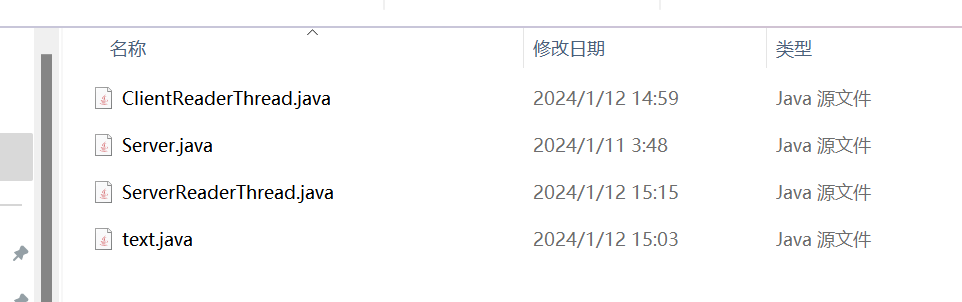 名称 修改日期 类型
ClientReaderThread.java 2024/1/12 14:59 Java 源文件
Server.java 2024/1/11 3:48 Java 源文件
ServerReaderThread.java 2024/1/12 15:15 Java 源文件
text.java 2024/1/12 15:03 Java 源文件